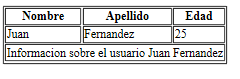 Nombre Apellido Edad
Juan Fernandez 25
Informacion sobre el usuario Juan Fernandez